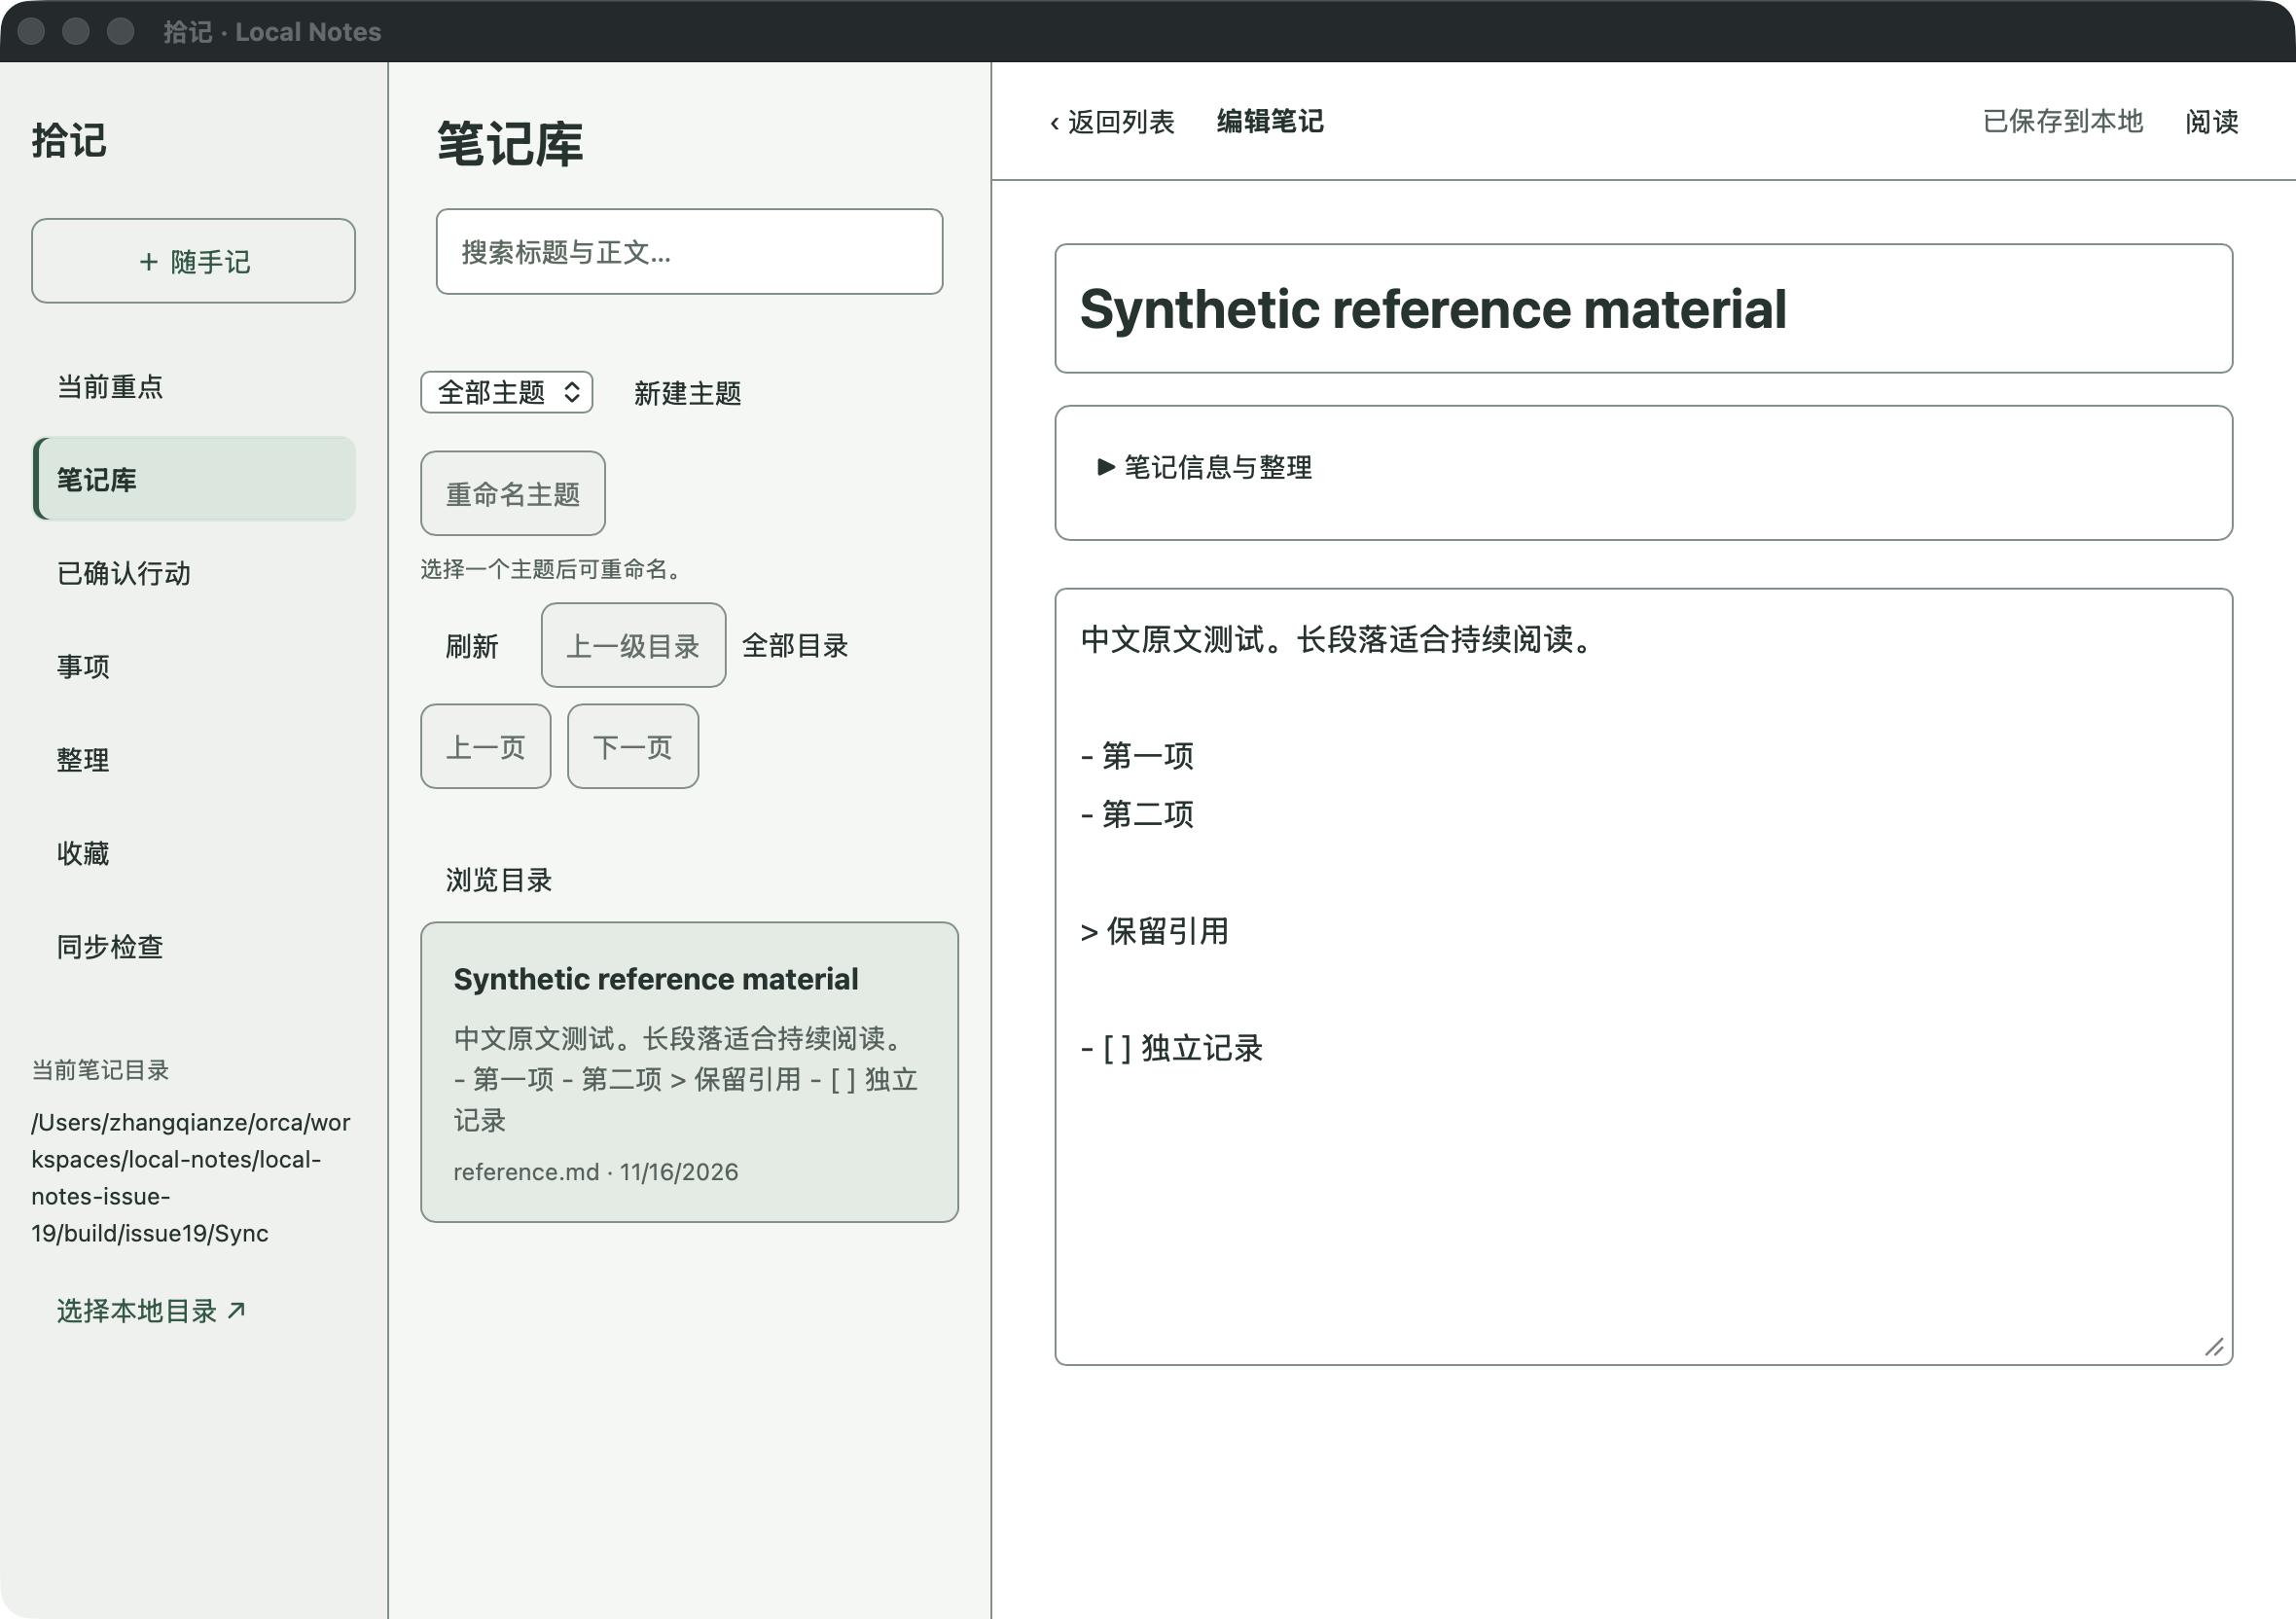 拾记 · Local Notes
拾记
+ 随手记
当前重点
笔记库
已确认行动
事项
整理
收藏
同步检查
当前笔记目录
/Users/zhangqianze/orca/wor
kspaces/local-notes/local-
notes-issue-
19/build/issue19/Sync
选择本地目录 ↗
笔记库
搜索标题与正文...
全部主题 新建主题
重命名主题
选择一个主题后可重命名。
刷新 上一级目录 全部目录
上一页 下一页
浏览目录
Synthetic reference material
中文原文测试。长段落适合持续阅读。
- 第一项 - 第二项 > 保留引用 - [ ] 独立
记录
reference.md · 11/16/2026
‹ 返回列表 编辑笔记 已保存到本地 阅读
Synthetic reference material
▶ 笔记信息与整理
中文原文测试。长段落适合持续阅读。
- 第一项
- 第二项
> 保留引用
- [ ] 独立记录